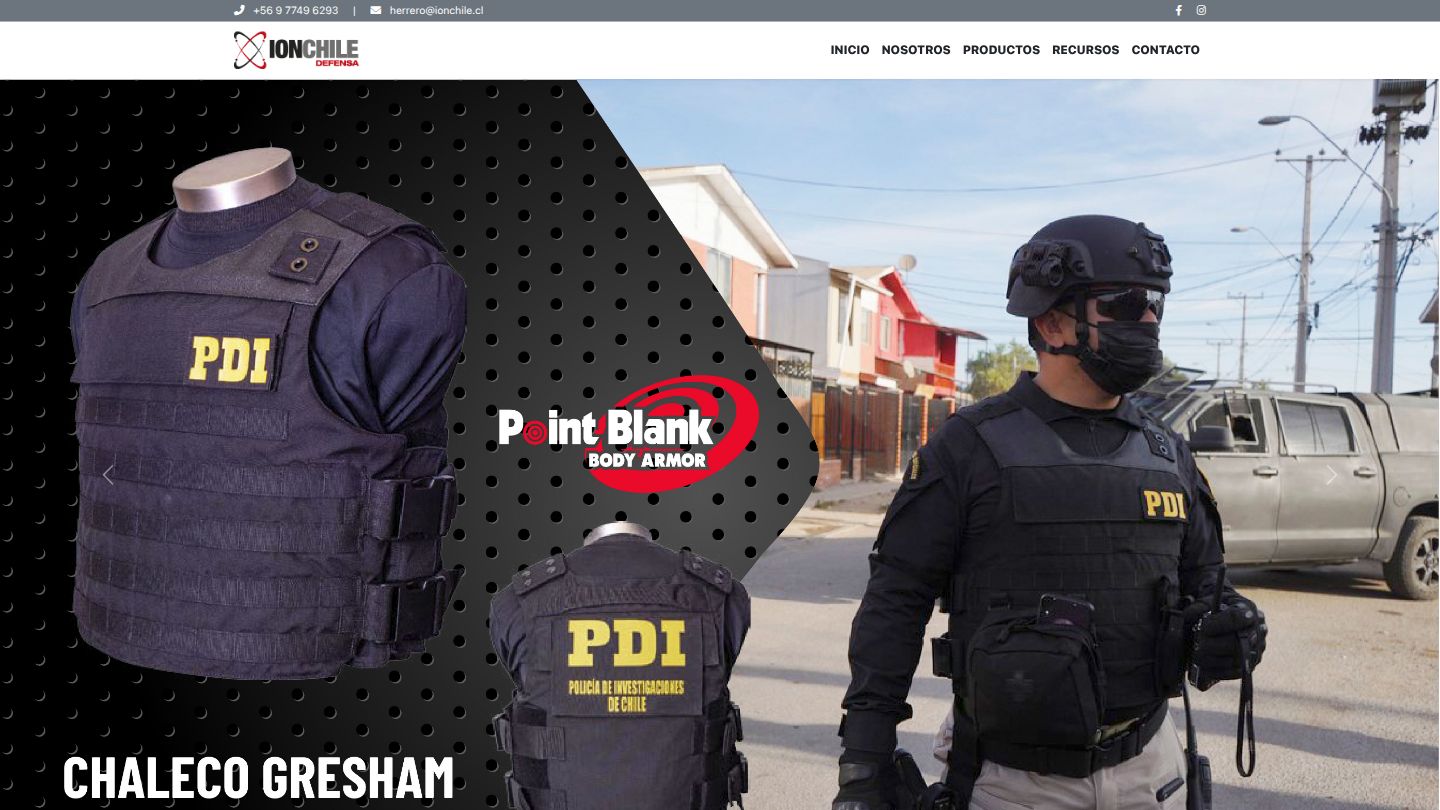 +56 9 7749 6293 | herrero@ionchile.cl
IONCHILE
DEFENSA
INICIO NOSOTROS PRODUCTOS RECURSOS CONTACTO
PDI
Point Blank
BODY ARMOR
PDI
PDI
POLICÍA DE INVESTIGACIONES
DE CHILE
CHALECO GRESHAM